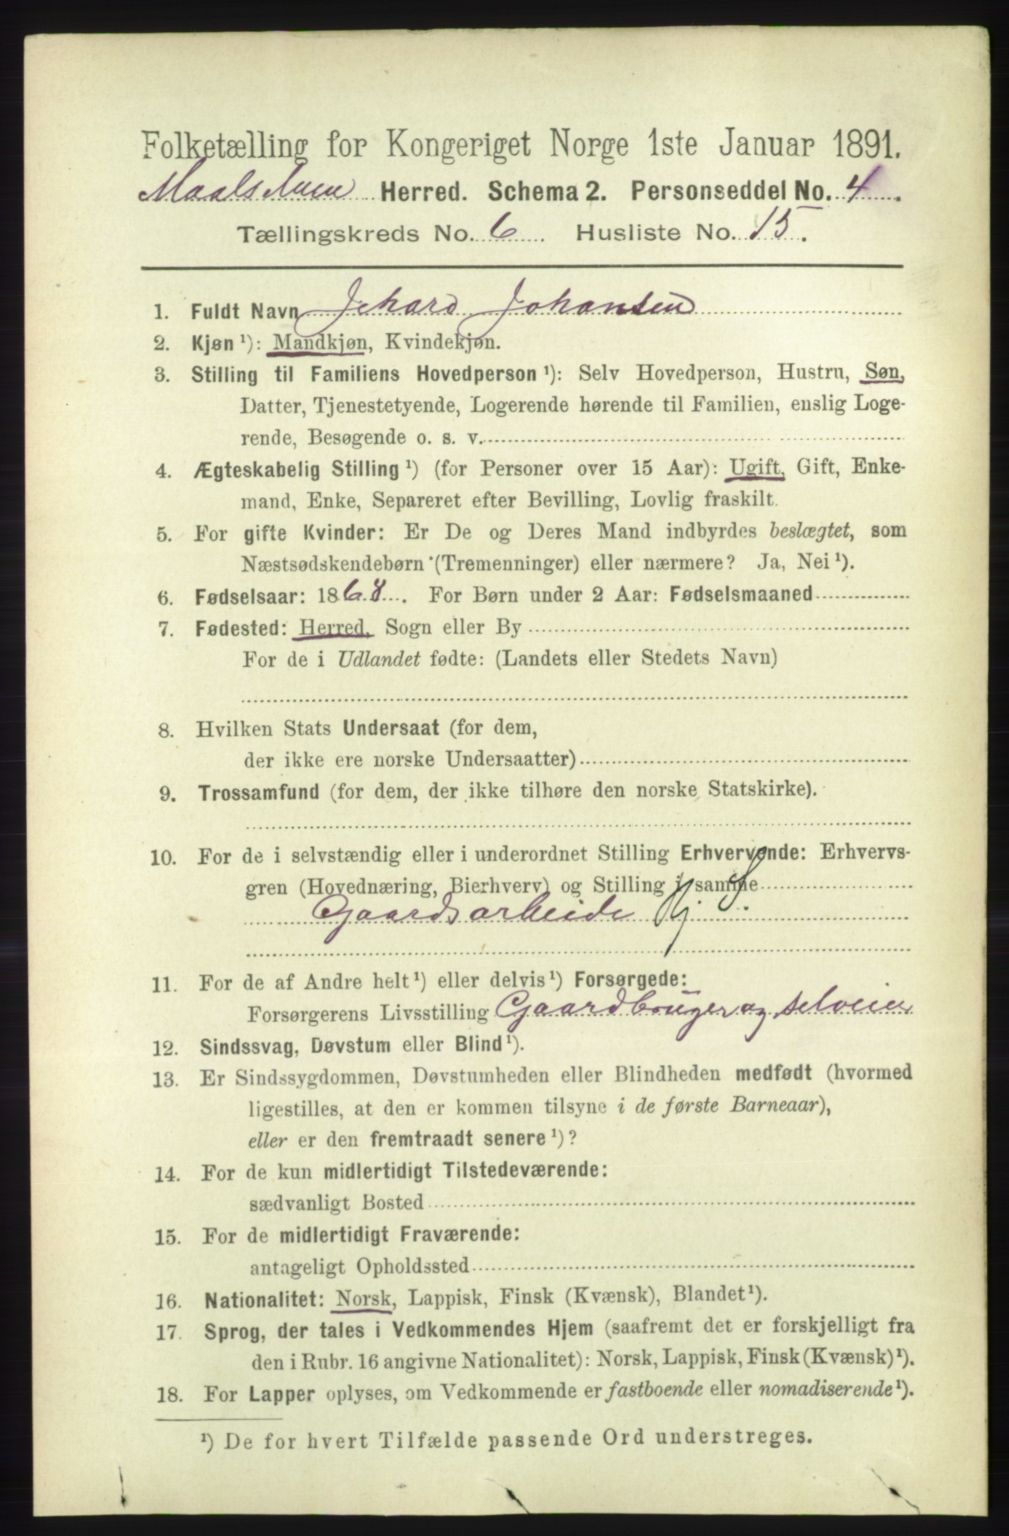 Folketælling for Kongeriget Norge 1ste Januar 1891.
Maalselven Herred. Schema 2. Personseddel No. 4.
Tællingskreds No. 6 Husliste No. 15.
1. Fuldt Navn Johansen
2. Kjøn ¹): Mandkjøn, Kvindekjøn.
3. Stilling til Familiens Hovedperson ¹): Selv Hovedperson, Hustru, Søn,
Datter, Tjenestetyende, Logerende hørende til Familien, enslig Loge-
rende, Besøgende o. s. v.
4. Ægteskabelig Stilling ¹) (for Personer over 15 Aar): Ugift, Gift, Enke-
mand, Enke, Separeret efter Bevilling, Lovlig fraskilt.
5. For gifte Kvinder: Er De og Deres Mand indbyrdes beslægtet, som
Næstsødskendebørn (Tremenninger) eller nærmere? Ja, Nei ¹).
6. Fødselsaar: 1868. For Børn under 2 Aar: Fødselsmaaned
7. Fødested: Herred, Sogn eller By
For de i Udlandet fødte: (Landets eller Stedets Navn)
8. Hvilken Stats Undersaat (for dem,
der ikke ere norske Undersaatter)
9. Trossamfund (for dem, der ikke tilhøre den norske Statskirke).
10. For de i selvstændig eller i underordnet Stilling Erhvervende: Erhvervs-
gren (Hovednæring, Bierhverv) og Stilling i samme
Gaardsarbeide Hj S.
11. For de af Andre helt ¹) eller delvis ¹) Forsørgede:
Forsørgerens Livsstilling Gaardbruger og selveier
12. Sindssvag, Døvstum eller Blind ¹).
13. Er Sindssygdommen, Døvstumheden eller Blindheden medfødt (hvormed
ligestilles, at den er kommen tilsyne i de første Barneaar),
eller er den fremtraadt senere ¹)?
14. For de kun midlertidigt Tilstedeværende:
sædvanligt Bosted
15. For de midlertidigt Fraværende:
antageligt Opholdssted
16. Nationalitet: Norsk, Lappisk, Finsk (Kvænsk), Blandet ¹).
17. Sprog, der tales i Vedkommendes Hjem (saafremt det er forskjelligt fra
den i Rubr. 16 angivne Nationalitet): Norsk, Lappisk, Finsk (Kvænsk) ¹).
18. For Lapper oplyses, om Vedkommende er fastboende eller nomadiserende ¹).
¹) De for hvert Tilfælde passende Ord understreges.